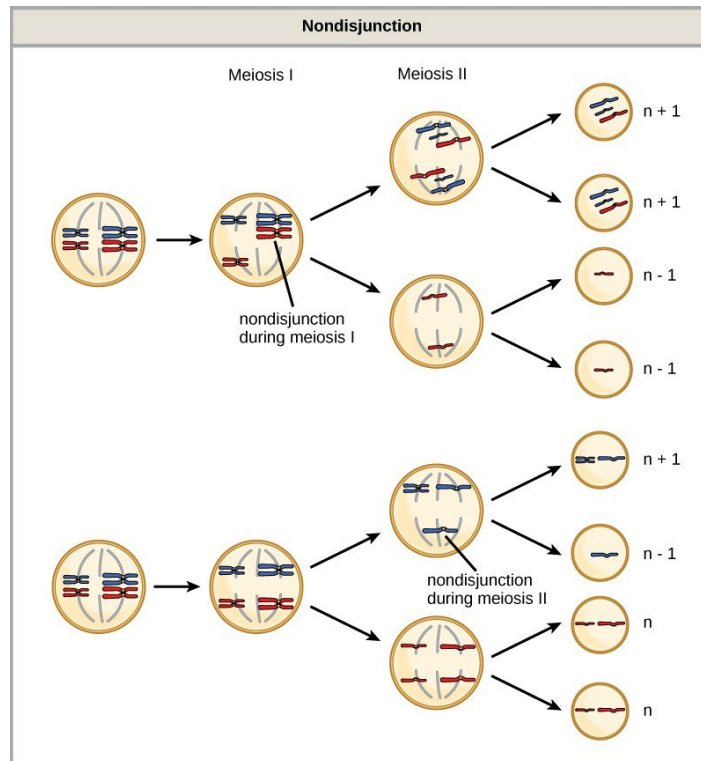 Nondisjunction
Meiosis I
Meiosis II
n + 1
n + 1
n - 1
nondisjunction
during meiosis I
n - 1
n + 1
n - 1
nondisjunction
during meiosis II
n
n